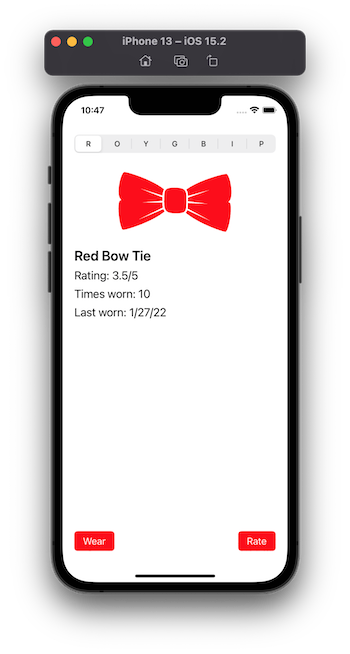 iPhone 13 – iOS 15.2
10:47
R O Y G B I P
Red Bow Tie
Rating: 3.5/5
Times worn: 10
Last worn: 1/27/22
Wear Rate